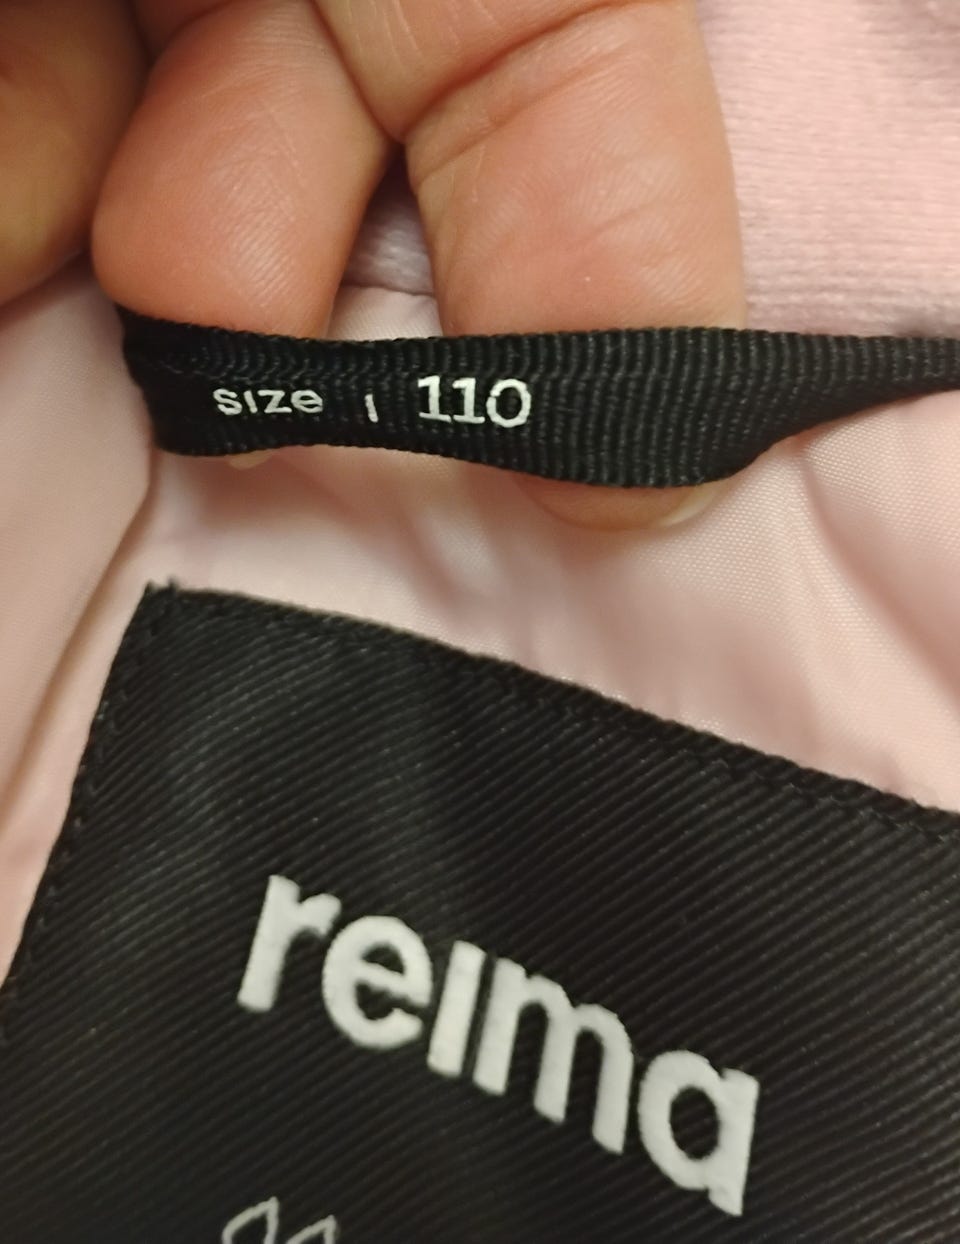 size | 110
reima